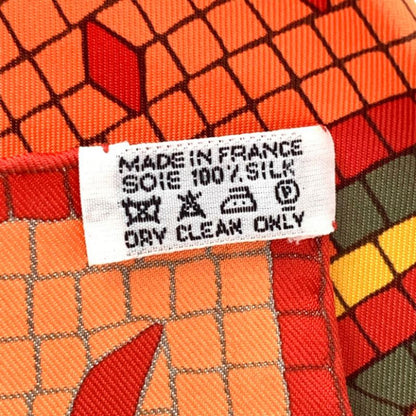 MADE IN FRANCE
SOIE 100% SILK
P
DRY CLEAN ONLY